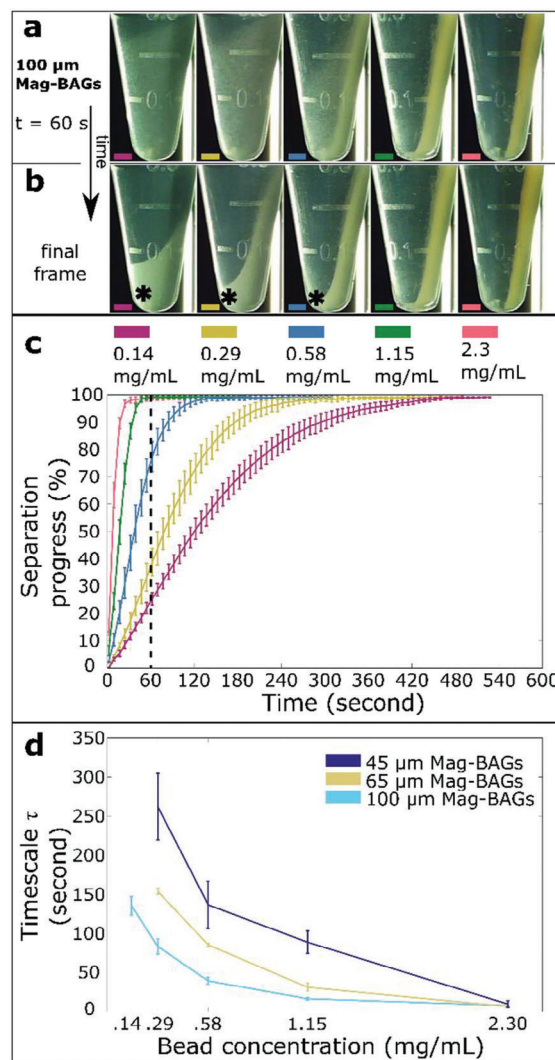 a
100 µm
Mag-BAGs
t = 60 s
time
b
final
frame
* * *
c
0.14 mg/mL
0.29 mg/mL
0.58 mg/mL
1.15 mg/mL
2.3 mg/mL
Separation
progress (%)
100
90
80
70
60
50
40
30
20
10
0
0 60 120 180 240 300 360 420 480 540 600
Time (second)
d
Timescale τ
(second)
350
300
250
200
150
100
50
0
45 µm Mag-BAGs
65 µm Mag-BAGs
100 µm Mag-BAGs
.14 .29 .58 1.15 2.30
Bead concentration (mg/mL)